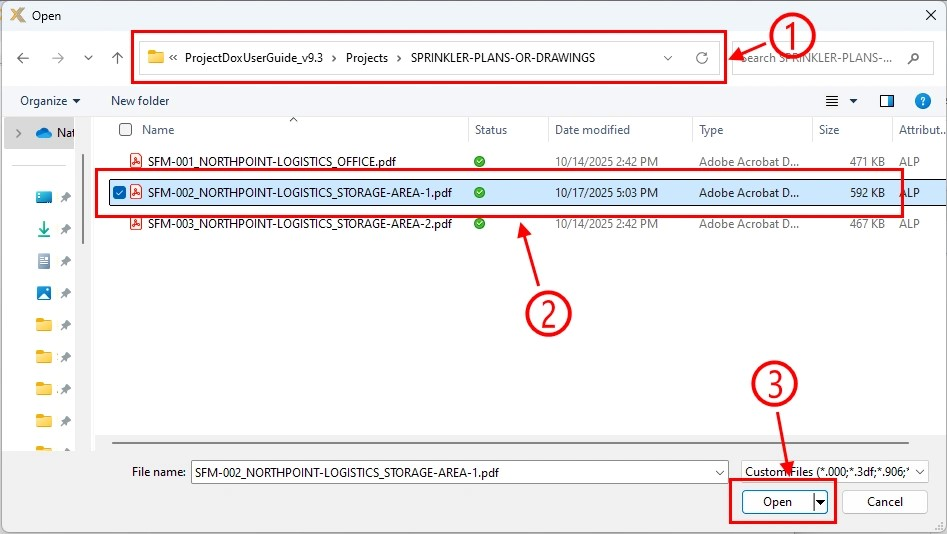 Open
①
« ProjectDoxUserGuide_v9.3 > Projects > SPRINKLER-PLANS-OR-DRAWINGS
Search SPRINKLER-PLANS-...
Organize New folder
Name Status Date modified Type Size Attribut...
Nat
SFM-001_NORTHPOINT-LOGISTICS_OFFICE.pdf 10/14/2025 2:42 PM Adobe Acrobat D... 471 KB ALP
SFM-002_NORTHPOINT-LOGISTICS_STORAGE-AREA-1.pdf 10/17/2025 5:03 PM Adobe Acrobat D... 592 KB ALP
SFM-003_NORTHPOINT-LOGISTICS_STORAGE-AREA-2.pdf 10/14/2025 2:42 PM Adobe Acrobat D... 467 KB ALP
②
③
File name: SFM-002_NORTHPOINT-LOGISTICS_STORAGE-AREA-1.pdf Custom Files (*.000;*.3df;*.906;*
Open Cancel